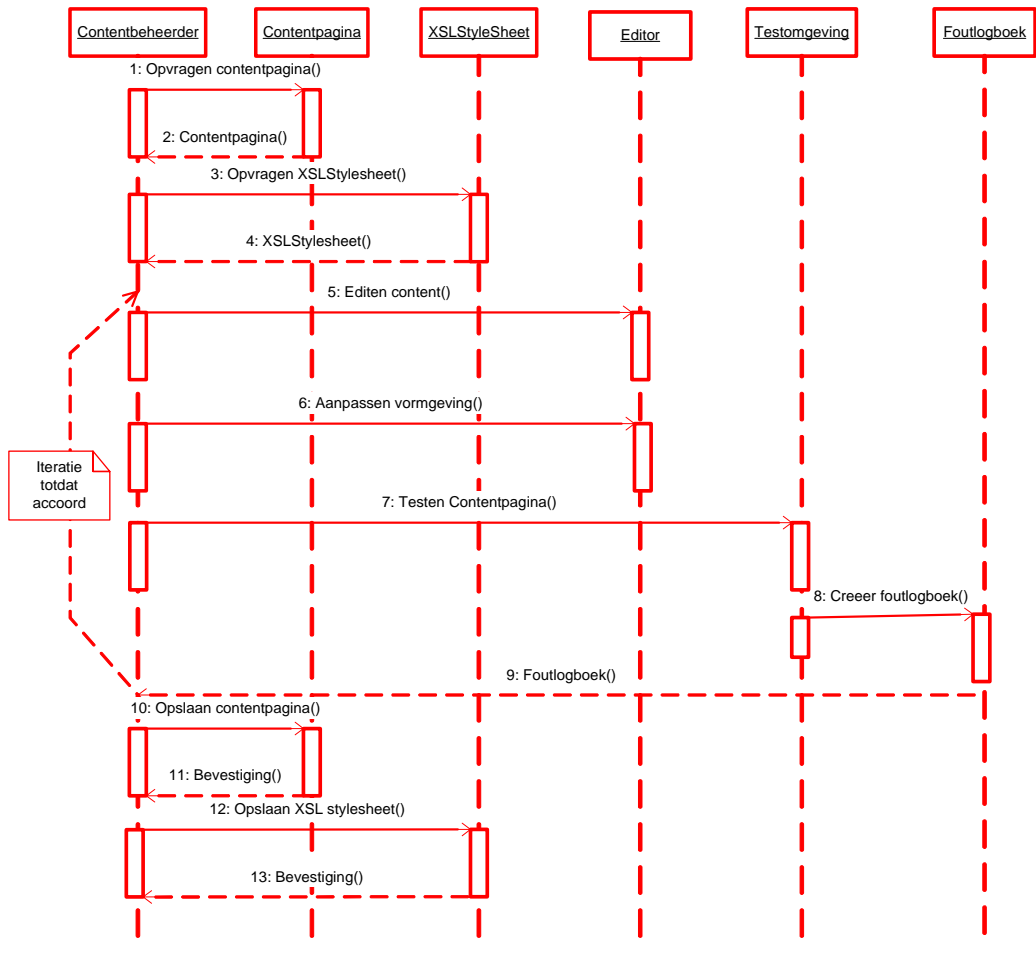 Contentbeheerder
Contentpagina
XSLStyleSheet
Editor
Testomgeving
Foutlogboek
1: Opvragen contentpagina()
2: Contentpagina()
3: Opvragen XSLStylesheet()
4: XSLStylesheet()
5: Editen content()
6: Aanpassen vormgeving()
Iteratie
totdat
accoord
7: Testen Contentpagina()
8: Creeer foutlogboek()
9: Foutlogboek()
10: Opslaan contentpagina()
11: Bevestiging()
12: Opslaan XSL stylesheet()
13: Bevestiging()